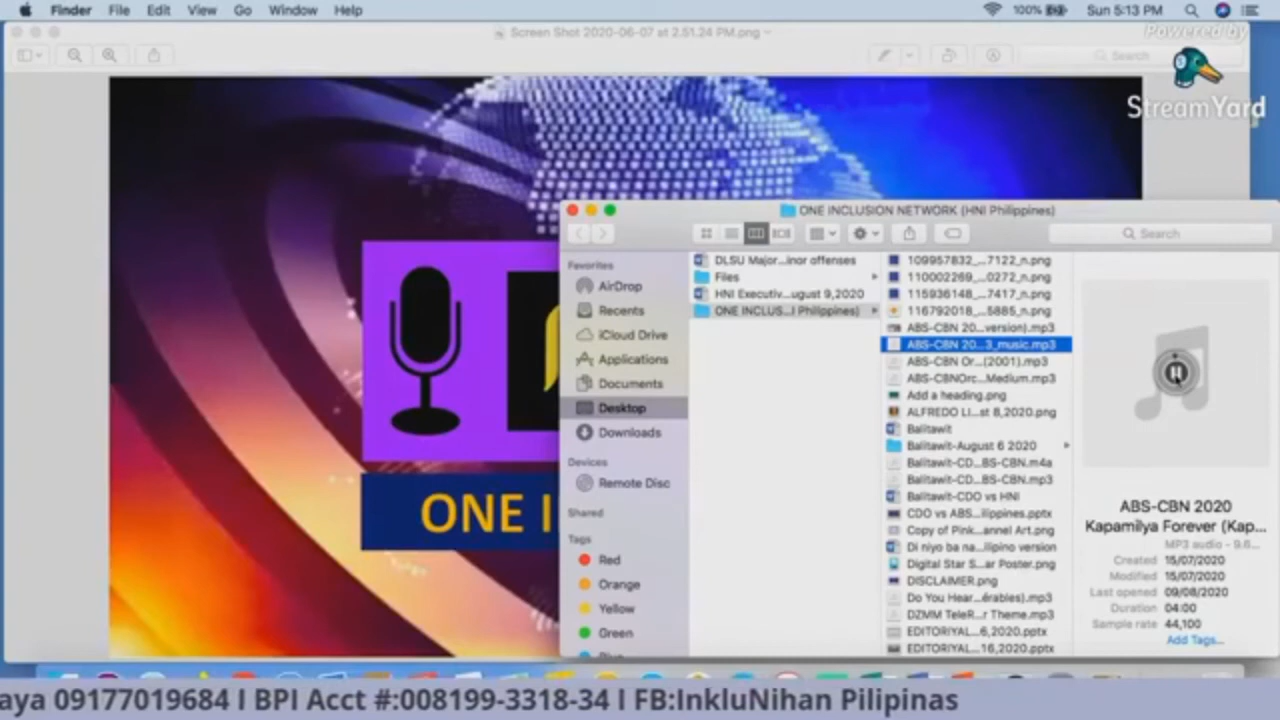 Finder File Edit View Go Window Help 100% Sun 5:13 PM
Screen Shot 2020-06-07 at 2.51.24 PM.png
Search
Powered by
StreamYard
ONE I
ONE INCLUSION NETWORK (HNI Philippines)
Search
Favorites
AirDrop
Recents
iCloud Drive
Applications
Documents
Desktop
Downloads
Devices
Remote Disc
Shared
Tags
Red
Orange
Yellow
Green
DLSU Major...inor offenses
Files
HNI Executiv...ugust 9,2020
ONE INCLUS...I Philippines)
109957832_...7122_n.png
110002269_...0272_n.png
115936148_...7417_n.png
116792018_...5885_n.png
ABS-CBN 20...version).mp3
ABS-CBN 20...3_music.mp3
ABS-CBN Or...(2001).mp3
ABS-CBNOrc...Medium.mp3
Add a heading.png
ALFREDO LI...st 8,2020.png
Balitawit
Balitawit-August 6 2020
Balitawit-CD...BS-CBN.m4a
Balitawit-CD...BS-CBN.mp3
Balitawit-CDO vs HNI
CDO vs ABS...ilippines.pptx
Copy of Pink...annel Art.png
Di niyo ba na...ilipino version
Digital Star S...ar Poster.png
DISCLAIMER.png
Do You Hear...érables).mp3
DZMM TeleR...r Theme.mp3
EDITORIYAL...6,2020.pptx
EDITORIYAL...16,2020.pptx
ABS-CBN 2020
Kapamilya Forever (Kap...
MP3 audio - 9.6...
Created 15/07/2020
Modified 15/07/2020
Last opened 09/08/2020
Duration 04:00
Sample rate 44,100
Add Tags...
aya 09177019684 I BPI Acct #:008199-3318-34 I FB:InkluNihan Pilipinas